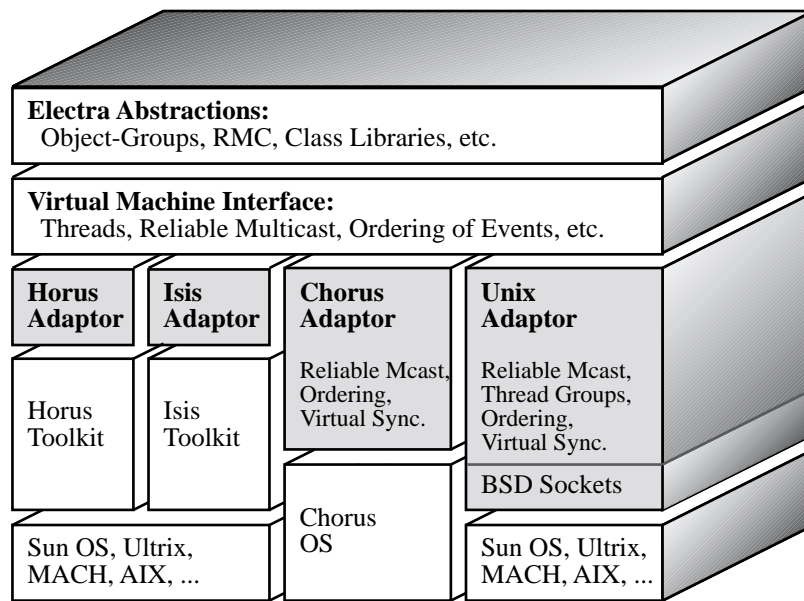 Electra Abstractions:
Object-Groups, RMC, Class Libraries, etc.
Virtual Machine Interface:
Threads, Reliable Multicast, Ordering of Events, etc.
Horus
Adaptor
Isis
Adaptor
Chorus
Adaptor
Reliable Mcast,
Ordering,
Virtual Sync.
Unix
Adaptor
Reliable Mcast,
Thread Groups,
Ordering,
Virtual Sync.
Horus
Toolkit
Isis
Toolkit
BSD Sockets
Sun OS, Ultrix,
MACH, AIX, ...
Chorus
OS
Sun OS, Ultrix,
MACH, AIX, ...